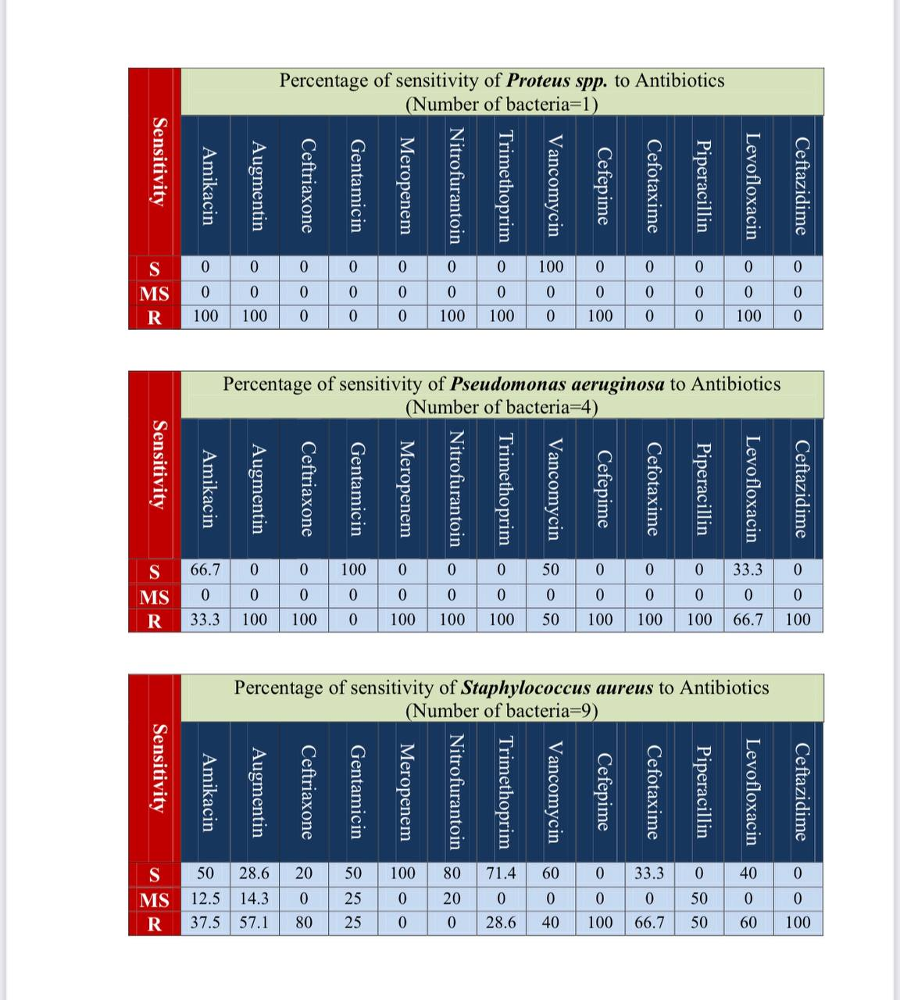 Percentage of sensitivity of Proteus spp. to Antibiotics
(Number of bacteria=1)
Sensitivity Amikacin Augmentin Ceftriaxone Gentamicin Meropenem Nitrofurantoin Trimethoprim Vancomycin Cefepime Cefotaxime Piperacillin Levofloxacin Ceftazidime
S 0 0 0 0 0 0 0 100 0 0 0 0 0
MS 0 0 0 0 0 0 0 0 0 0 0 0 0
R 100 100 0 0 0 100 100 0 100 0 0 100 0
Percentage of sensitivity of Pseudomonas aeruginosa to Antibiotics
(Number of bacteria=4)
Sensitivity Amikacin Augmentin Ceftriaxone Gentamicin Meropenem Nitrofurantoin Trimethoprim Vancomycin Cefepime Cefotaxime Piperacillin Levofloxacin Ceftazidime
S 66.7 0 0 100 0 0 0 50 0 0 0 33.3 0
MS 0 0 0 0 0 0 0 0 0 0 0 0 0
R 33.3 100 100 0 100 100 100 50 100 100 100 66.7 100
Percentage of sensitivity of Staphylococcus aureus to Antibiotics
(Number of bacteria=9)
Sensitivity Amikacin Augmentin Ceftriaxone Gentamicin Meropenem Nitrofurantoin Trimethoprim Vancomycin Cefepime Cefotaxime Piperacillin Levofloxacin Ceftazidime
S 50 28.6 20 50 100 80 71.4 60 0 33.3 0 40 0
MS 12.5 14.3 0 25 0 20 0 0 0 0 50 0 0
R 37.5 57.1 80 25 0 0 28.6 40 100 66.7 50 60 100